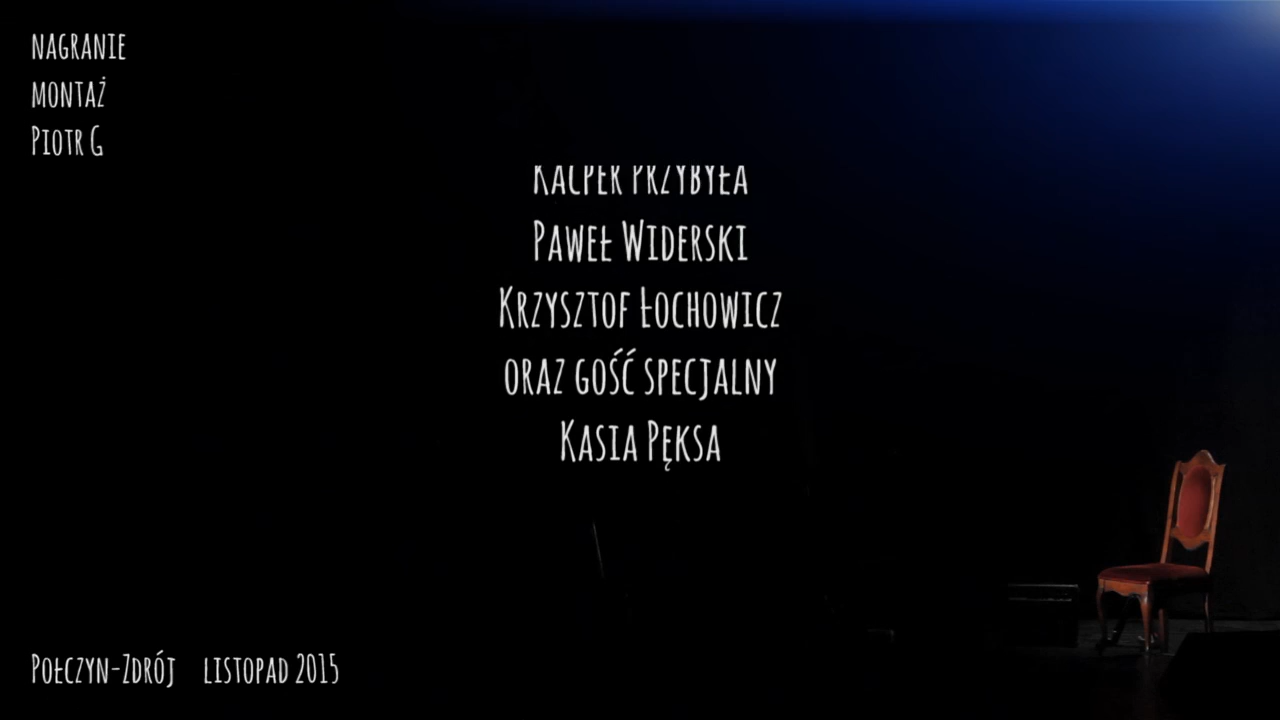 NAGRANIE
MONTAŻ
PIOTR G
KACPER PRZYBYŁA
PAWEŁ WIDERSKI
KRZYSZTOF ŁOCHOWICZ
ORAZ GOŚĆ SPECJALNY
KASIA PĘKSA
POŁCZYN-ZDRÓJ LISTOPAD 2015